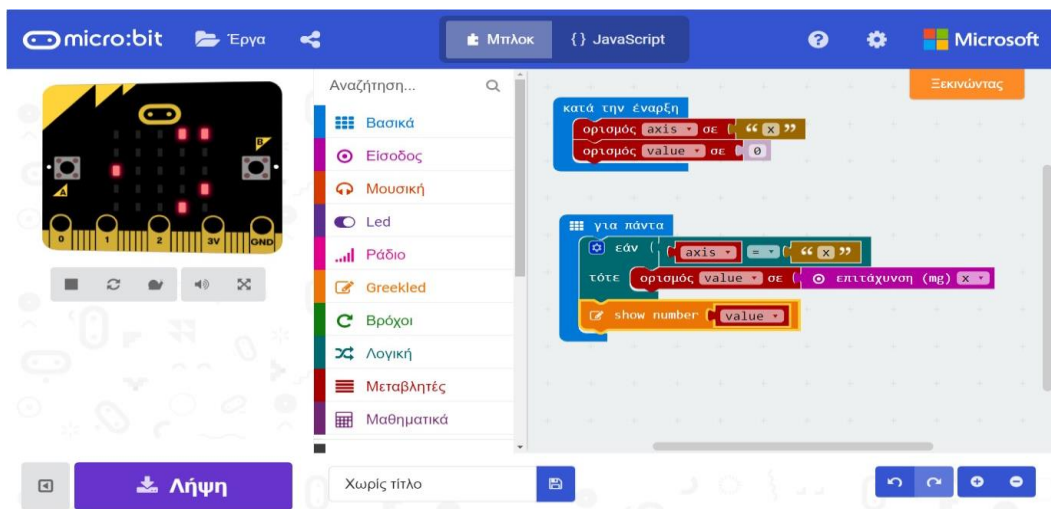 micro:bit Έργα Μπλοκ {} JavaScript ? Microsoft
Αναζήτηση...
Βασικά
Είσοδος
Μουσική
Led
Ράδιο
Greekled
Βρόχοι
Λογική
Μεταβλητές
Μαθηματικά
B
A
0 1 2 3V GND
Ξεκινώντας
κατά την έναρξη
ορισμός axis σε “ x ”
ορισμός value σε 0
για πάντα
εάν axis = “ x ”
τότε ορισμός value σε επιτάχυνση (mg) x
show number value
Λήψη
Χωρίς τίτλο